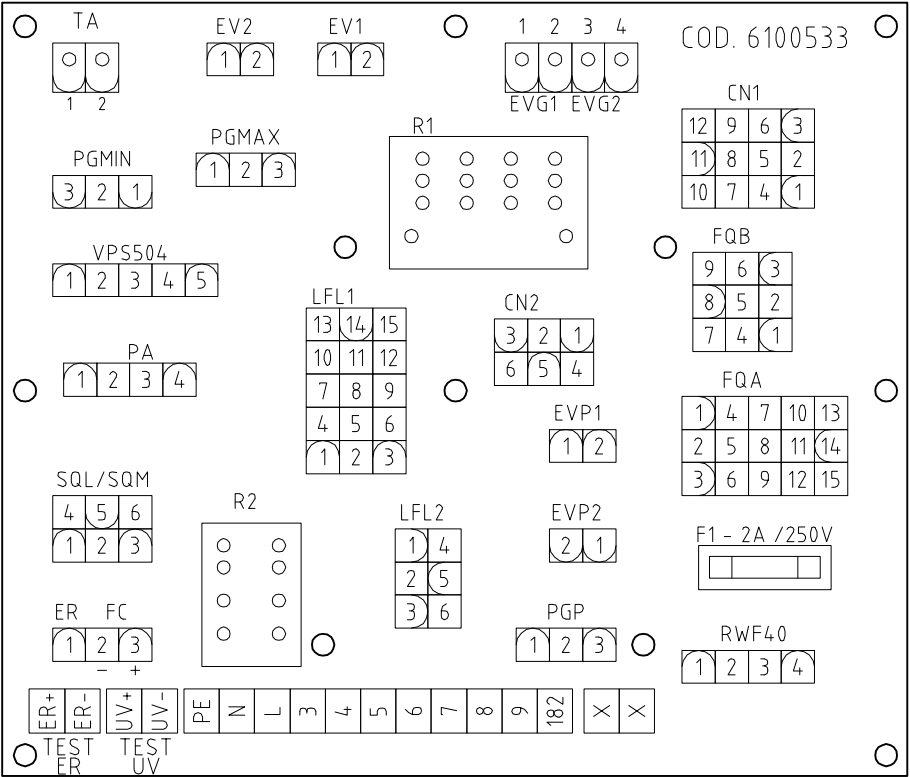 TA
1 2
EV2
1 2
EV1
1 2
1 2 3 4
EVG1 EVG2
COD. 6100533
CN1
12 9 6 3
11 8 5 2
10 7 4 1
PGMIN
3 2 1
PGMAX
1 2 3
R1
VPS504
1 2 3 4 5
FQB
9 6 3
8 5 2
7 4 1
LFL1
13 14 15
10 11 12
7 8 9
4 5 6
1 2 3
CN2
3 2 1
6 5 4
PA
1 2 3 4
FQA
1 4 7 10 13
2 5 8 11 14
3 6 9 12 15
EVP1
1 2
SQL/SQM
4 5 6
1 2 3
R2
LFL2
1 4
2 5
3 6
EVP2
2 1
F1 - 2A /250V
ER FC
1 2 3
- +
PGP
1 2 3
RWF40
1 2 3 4
ER+ ER- UV+ UV- PE N L 3 4 5 6 7 8 9 182 X X
TEST ER
TEST UV